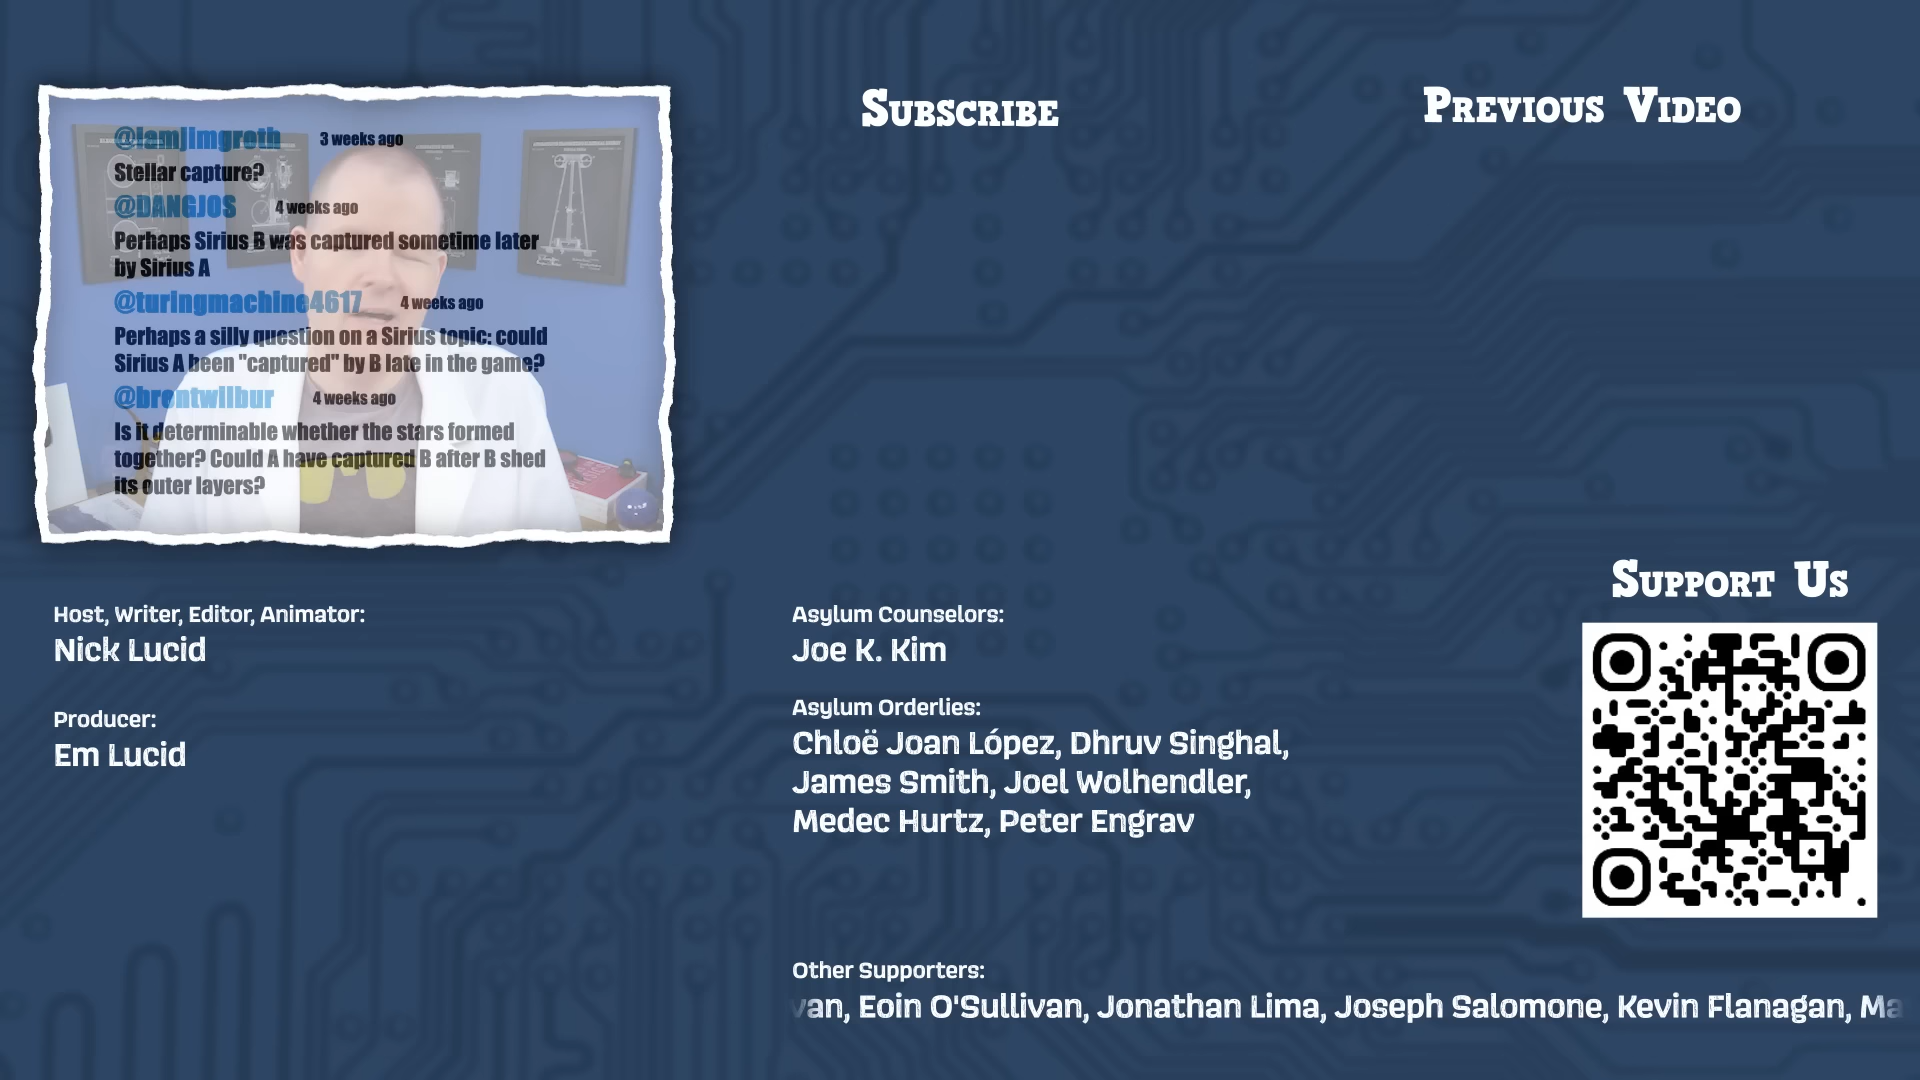 @iamjimgroth 3 weeks ago
Stellar capture?
@DANGJOS 4 weeks ago
Perhaps Sirius B was captured sometime later
by Sirius A
@turingmachine4617 4 weeks ago
Perhaps a silly question on a Sirius topic: could
Sirius A been "captured" by B late in the game?
@brentwilbur 4 weeks ago
Is it determinable whether the stars formed
together? Could A have captured B after B shed
its outer layers?
Subscribe
Previous Video
Host, Writer, Editor, Animator:
Nick Lucid
Producer:
Em Lucid
Asylum Counselors:
Joe K. Kim
Asylum Orderlies:
Chloë Joan López, Dhruv Singhal,
James Smith, Joel Wolhendler,
Medec Hurtz, Peter Engrav
Support Us
Other Supporters:
van, Eoin O'Sullivan, Jonathan Lima, Joseph Salomone, Kevin Flanagan, Ma